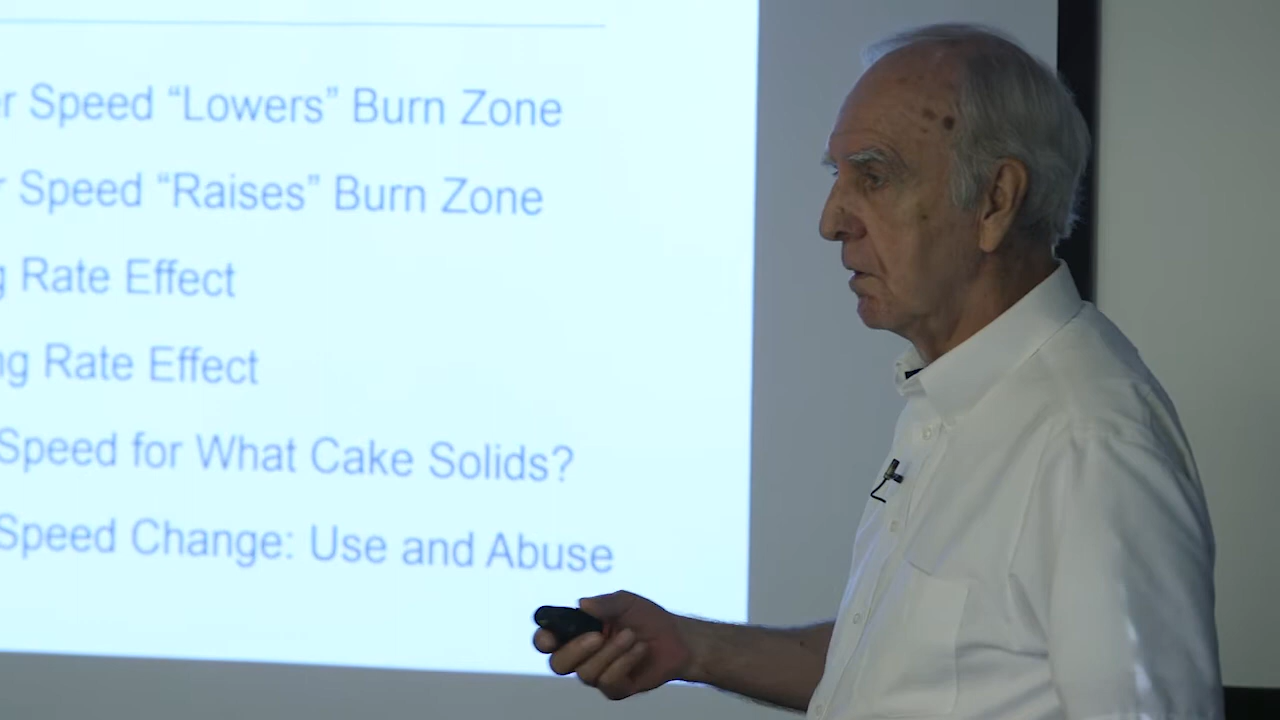 Speed “Lowers” Burn Zone
Speed “Raises” Burn Zone
Rate Effect
Rate Effect
Speed for What Cake Solids?
Speed Change: Use and Abuse